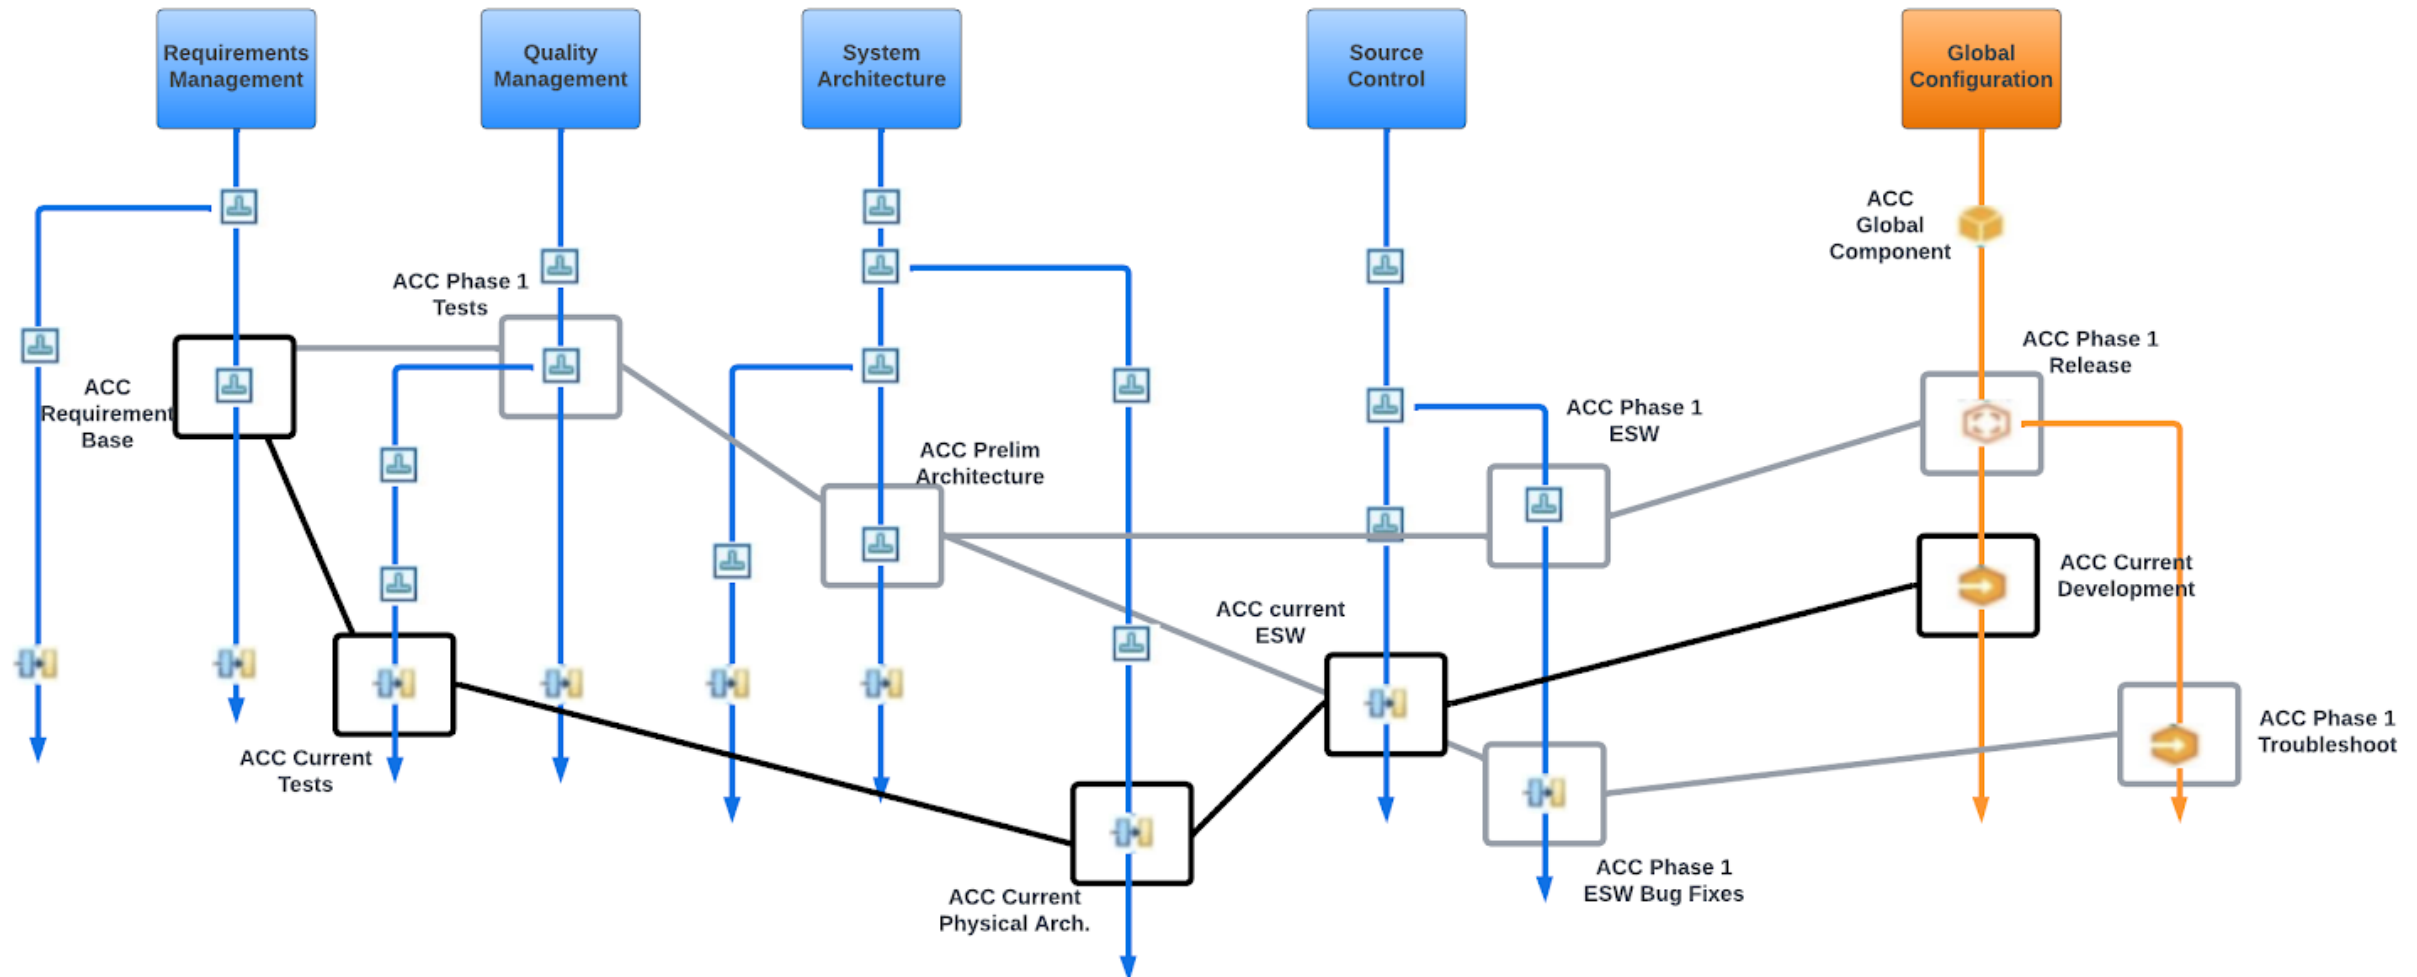 Requirements
Management
Quality
Management
System
Architecture
Source
Control
Global
Configuration
ACC
Global
Component
ACC Phase 1
Tests
ACC Phase 1
Release
ACC
Requirement
Base
ACC Phase 1
ESW
ACC Prelim
Architecture
ACC Current
Development
ACC current
ESW
ACC Phase 1
Troubleshoot
ACC Current
Tests
ACC Phase 1
ESW Bug Fixes
ACC Current
Physical Arch.